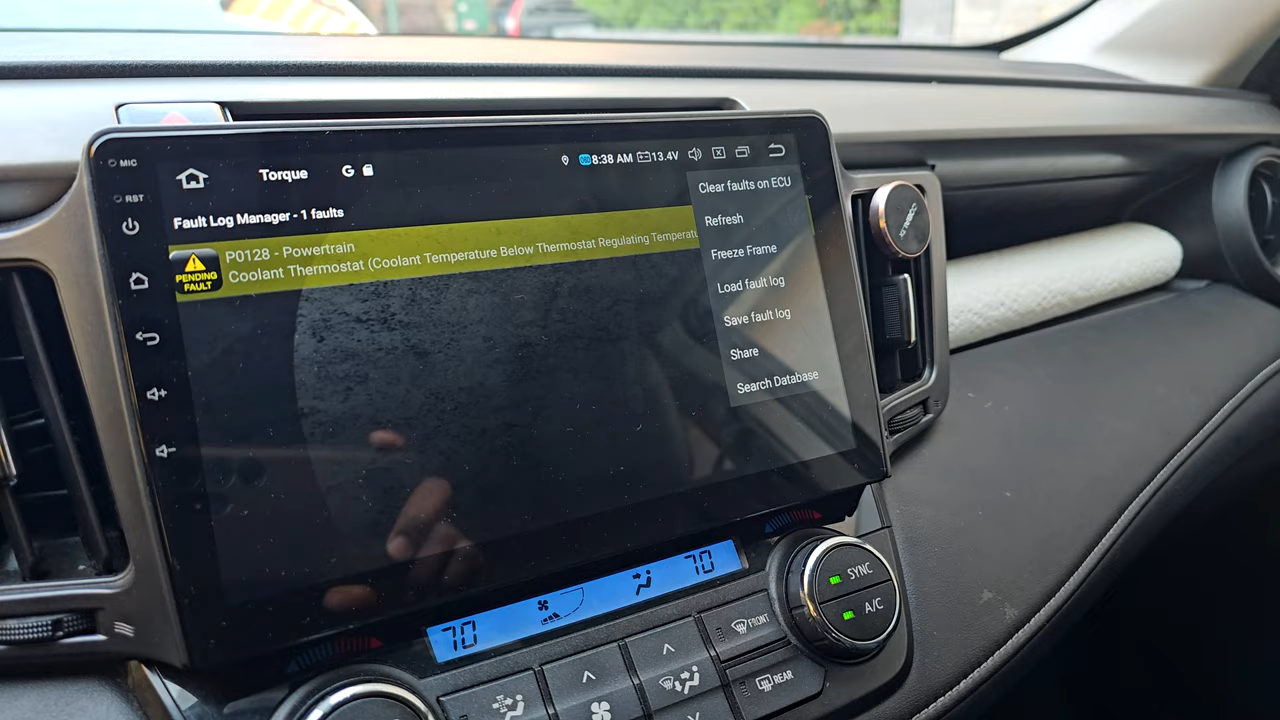 MIC
RST
Torque
G
8:38 AM 13.4V
Fault Log Manager - 1 faults
PENDING
FAULT
P0128 - Powertrain
Coolant Thermostat (Coolant Temperature Below Thermostat Regulating
Clear faults on ECU
Refresh
Freeze Frame
Load fault log
Save fault log
Share
Search Database
70
70
SYNC
A/C
FRONT
REAR